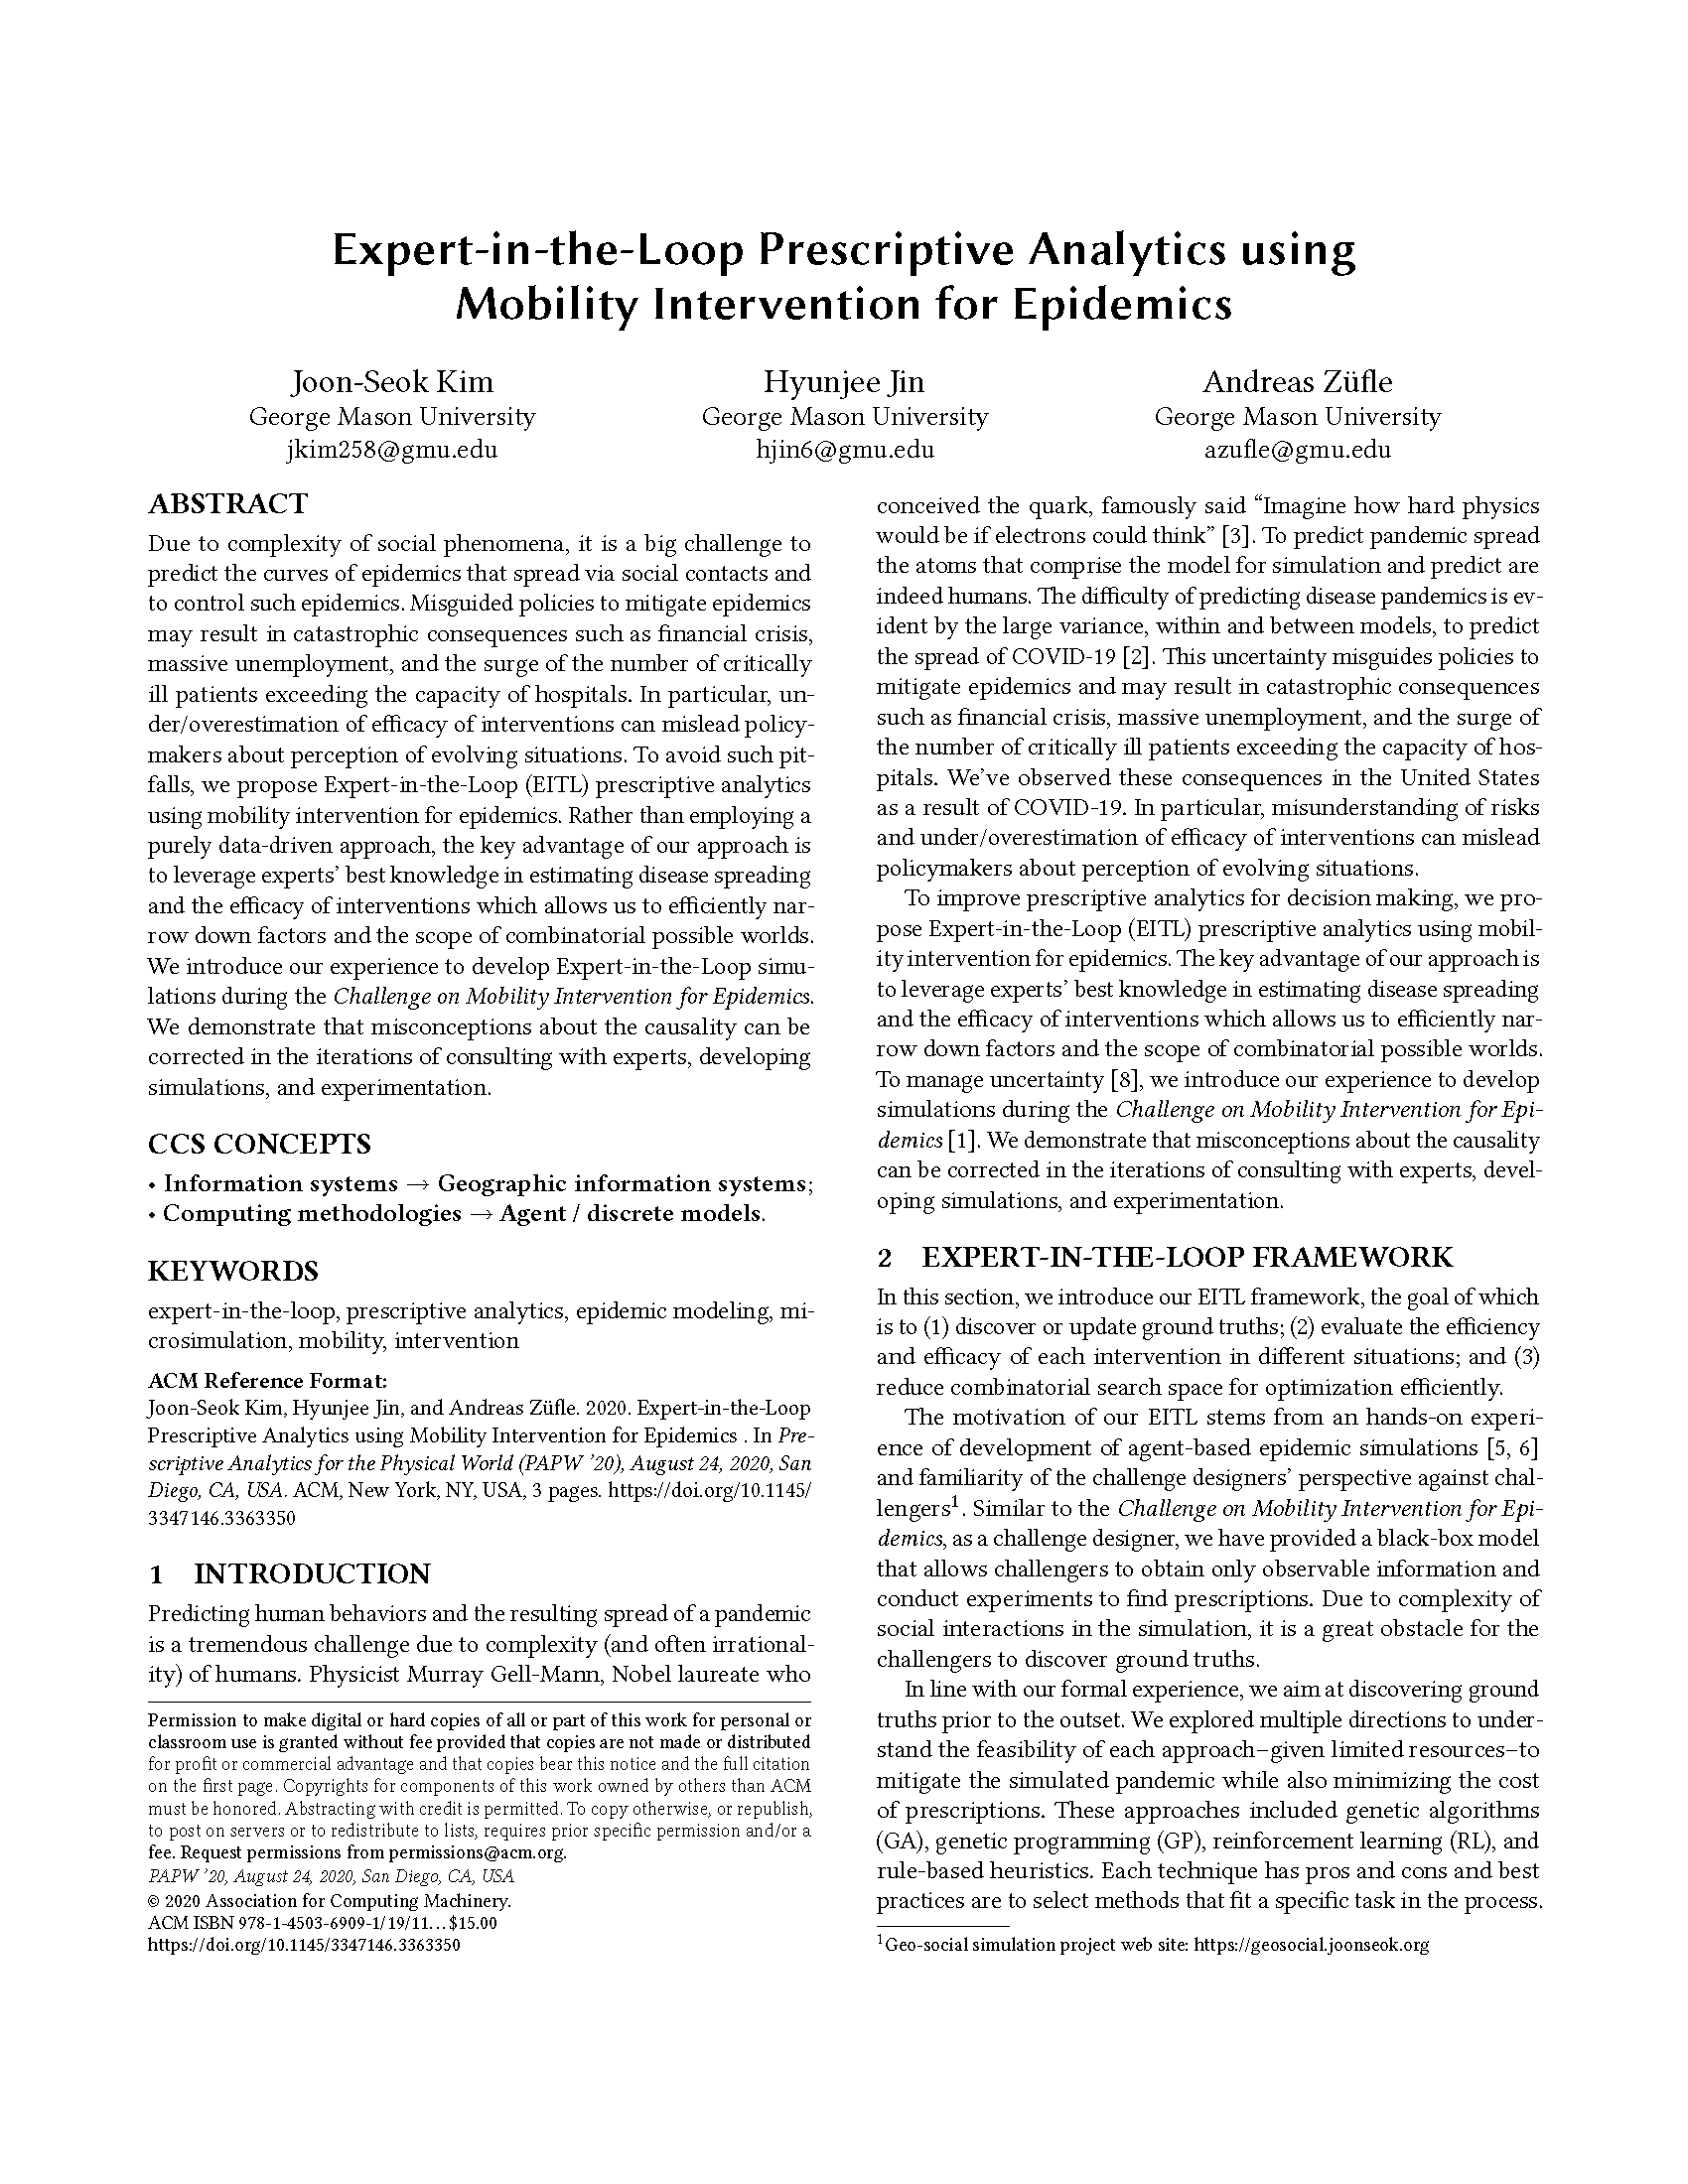 Expert-in-the-Loop Prescriptive Analytics using
Mobility Intervention for Epidemics
Joon-Seok Kim
George Mason University
jkim258@gmu.edu
Hyunjee Jin
George Mason University
hjin6@gmu.edu
Andreas Züfle
George Mason University
azufle@gmu.edu
ABSTRACT
Due to complexity of social phenomena, it is a big challenge to
predict the curves of epidemics that spread via social contacts and
to control such epidemics. Misguided policies to mitigate epidemics
may result in catastrophic consequences such as financial crisis,
massive unemployment, and the surge of the number of critically
ill patients exceeding the capacity of hospitals. In particular, un-
der/overestimation of efficacy of interventions can mislead policy-
makers about perception of evolving situations. To avoid such pit-
falls, we propose Expert-in-the-Loop (EITL) prescriptive analytics
using mobility intervention for epidemics. Rather than employing a
purely data-driven approach, the key advantage of our approach is
to leverage experts' best knowledge in estimating disease spreading
and the efficacy of interventions which allows us to efficiently nar-
row down factors and the scope of combinatorial possible worlds.
We introduce our experience to develop Expert-in-the-Loop simu-
lations during the Challenge on Mobility Intervention for Epidemics.
We demonstrate that misconceptions about the causality can be
corrected in the iterations of consulting with experts, developing
simulations, and experimentation.
CCS CONCEPTS
• Information systems → Geographic information systems;
• Computing methodologies → Agent / discrete models.
KEYWORDS
expert-in-the-loop, prescriptive analytics, epidemic modeling, mi-
crosimulation, mobility, intervention
ACM Reference Format:
Joon-Seok Kim, Hyunjee Jin, and Andreas Züfle. 2020. Expert-in-the-Loop
Prescriptive Analytics using Mobility Intervention for Epidemics . In Pre-
scriptive Analytics for the Physical World (PAPW '20), August 24, 2020, San
Diego, CA, USA. ACM, New York, NY, USA, 3 pages. https://doi.org/10.1145/
3347146.3363350
1 INTRODUCTION
Predicting human behaviors and the resulting spread of a pandemic
is a tremendous challenge due to complexity (and often irrational-
ity) of humans. Physicist Murray Gell-Mann, Nobel laureate who
Permission to make digital or hard copies of all or part of this work for personal or
classroom use is granted without fee provided that copies are not made or distributed
for profit or commercial advantage and that copies bear this notice and the full citation
on the first page. Copyrights for components of this work owned by others than ACM
must be honored. Abstracting with credit is permitted. To copy otherwise, or republish,
to post on servers or to redistribute to lists, requires prior specific permission and/or a
fee. Request permissions from permissions@acm.org.
PAPW '20, August 24, 2020, San Diego, CA, USA
© 2020 Association for Computing Machinery.
ACM ISBN 978-1-4503-6909-1/19/11…$15.00
https://doi.org/10.1145/3347146.3363350
conceived the quark, famously said “Imagine how hard physics
would be if electrons could think” [3]. To predict pandemic spread
the atoms that comprise the model for simulation and predict are
indeed humans. The difficulty of predicting disease pandemics is ev-
ident by the large variance, within and between models, to predict
the spread of COVID-19 [2]. This uncertainty misguides policies to
mitigate epidemics and may result in catastrophic consequences
such as financial crisis, massive unemployment, and the surge of
the number of critically ill patients exceeding the capacity of hos-
pitals. We've observed these consequences in the United States
as a result of COVID-19. In particular, misunderstanding of risks
and under/overestimation of efficacy of interventions can mislead
policymakers about perception of evolving situations.
To improve prescriptive analytics for decision making, we pro-
pose Expert-in-the-Loop (EITL) prescriptive analytics using mobil-
ity intervention for epidemics. The key advantage of our approach is
to leverage experts' best knowledge in estimating disease spreading
and the efficacy of interventions which allows us to efficiently nar-
row down factors and the scope of combinatorial possible worlds.
To manage uncertainty [8], we introduce our experience to develop
simulations during the Challenge on Mobility Intervention for Epi-
demics [1]. We demonstrate that misconceptions about the causality
can be corrected in the iterations of consulting with experts, devel-
oping simulations, and experimentation.
2 EXPERT-IN-THE-LOOP FRAMEWORK
In this section, we introduce our EITL framework, the goal of which
is to (1) discover or update ground truths; (2) evaluate the efficiency
and efficacy of each intervention in different situations; and (3)
reduce combinatorial search space for optimization efficiently.
The motivation of our EITL stems from an hands-on experi-
ence of development of agent-based epidemic simulations [5, 6]
and familiarity of the challenge designers' perspective against chal-
lengers1. Similar to the Challenge on Mobility Intervention for Epi-
demics, as a challenge designer, we have provided a black-box model
that allows challengers to obtain only observable information and
conduct experiments to find prescriptions. Due to complexity of
social interactions in the simulation, it is a great obstacle for the
challengers to discover ground truths.
In line with our formal experience, we aim at discovering ground
truths prior to the outset. We explored multiple directions to under-
stand the feasibility of each approach–given limited resources–to
mitigate the simulated pandemic while also minimizing the cost
of prescriptions. These approaches included genetic algorithms
(GA), genetic programming (GP), reinforcement learning (RL), and
rule-based heuristics. Each technique has pros and cons and best
practices are to select methods that fit a specific task in the process.
1Geo-social simulation project web site: https://geosocial.joonseok.org